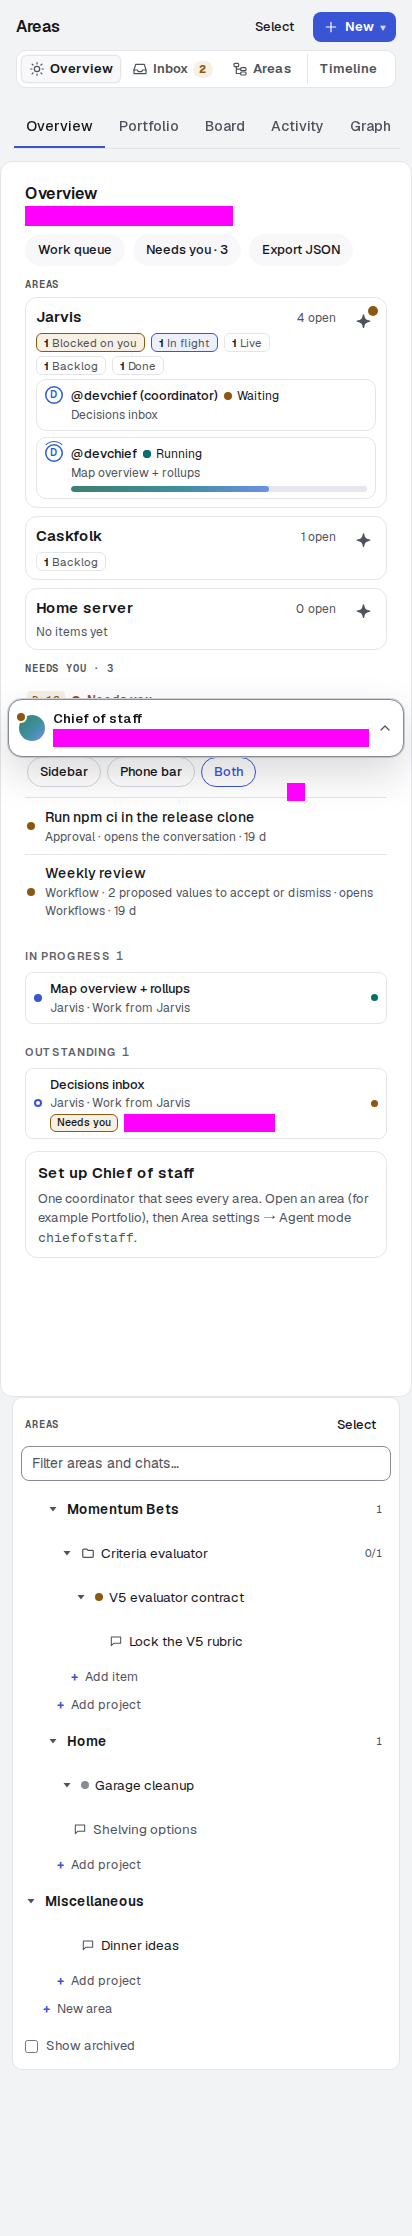 Areas
Select
New
Overview
Inbox 2
Areas
Timeline
Overview
Portfolio
Board
Activity
Graph
Overview
Work queue
Needs you · 3
Export JSON
AREAS
Jarvis
4 open
1 Blocked on you
1 In flight
1 Live
1 Backlog
1 Done
D @devchief (coordinator) Waiting
Decisions inbox
D @devchief Running
Map overview + rollups
Caskfolk
1 open
1 Backlog
Home server
0 open
No items yet
NEEDS YOU · 3
Chief of staff
Sidebar
Phone bar
Both
Run npm ci in the release clone
Approval · opens the conversation · 19 d
Weekly review
Workflow · 2 proposed values to accept or dismiss · opens
Workflows · 19 d
IN PROGRESS 1
Map overview + rollups
Jarvis · Work from Jarvis
OUTSTANDING 1
Decisions inbox
Jarvis · Work from Jarvis
Needs you
Set up Chief of staff
One coordinator that sees every area. Open an area (for
example Portfolio), then Area settings → Agent mode
chiefofstaff.
AREAS
Select
Filter areas and chats…
Momentum Bets
1
Criteria evaluator
0/1
V5 evaluator contract
Lock the V5 rubric
+ Add item
+ Add project
Home
1
Garage cleanup
Shelving options
+ Add project
Miscellaneous
Dinner ideas
+ Add project
+ New area
Show archived